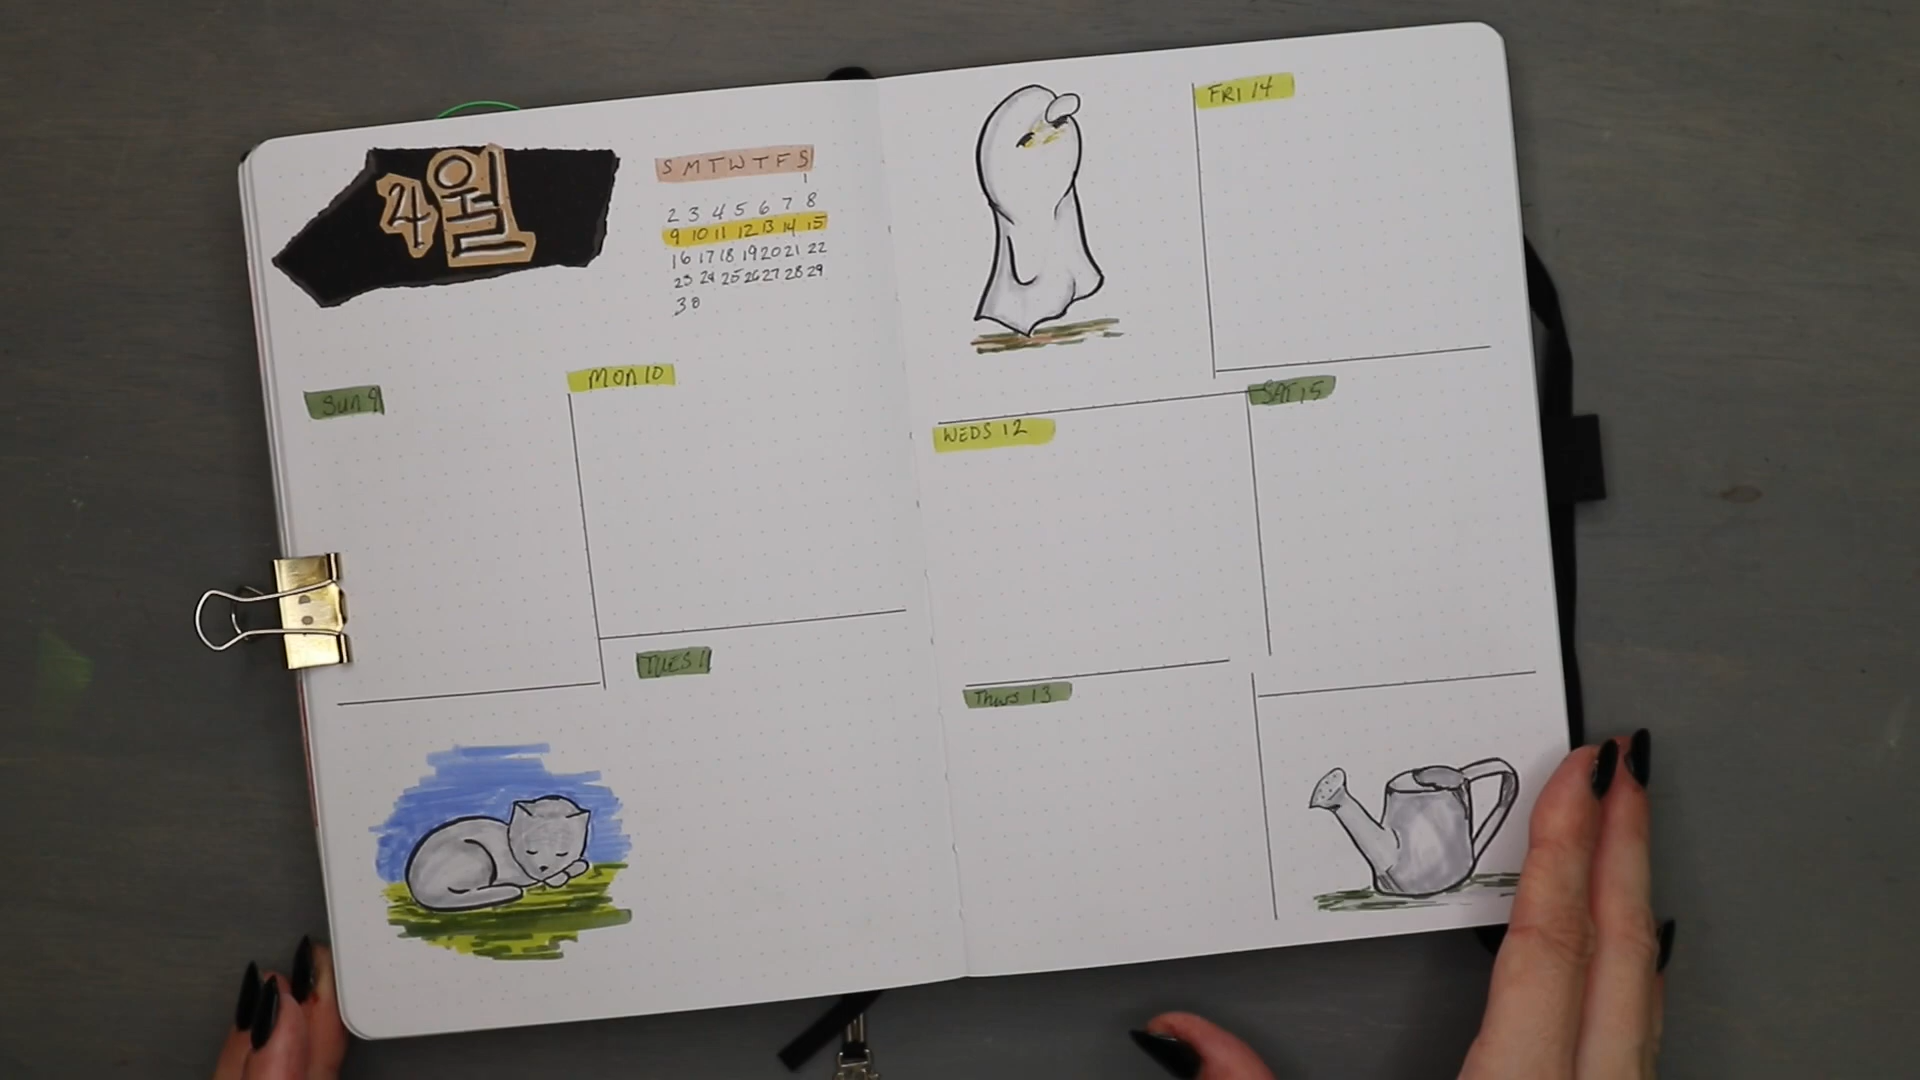 4월
S M T W T F S
1
2 3 4 5 6 7 8
9 10 11 12 13 14 15
16 17 18 19 20 21 22
23 24 25 26 27 28 29
30
Sun 9
MON 10
TUES 11
WEDS 12
Thurs 13
FRI 14
SAT 15